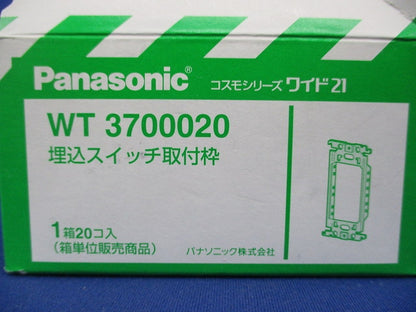 Panasonic® コスモシリーズ ワイド21
WT 3700020
埋込スイッチ取付枠
1箱20コ入
(箱単位販売商品)
パナソニック株式会社